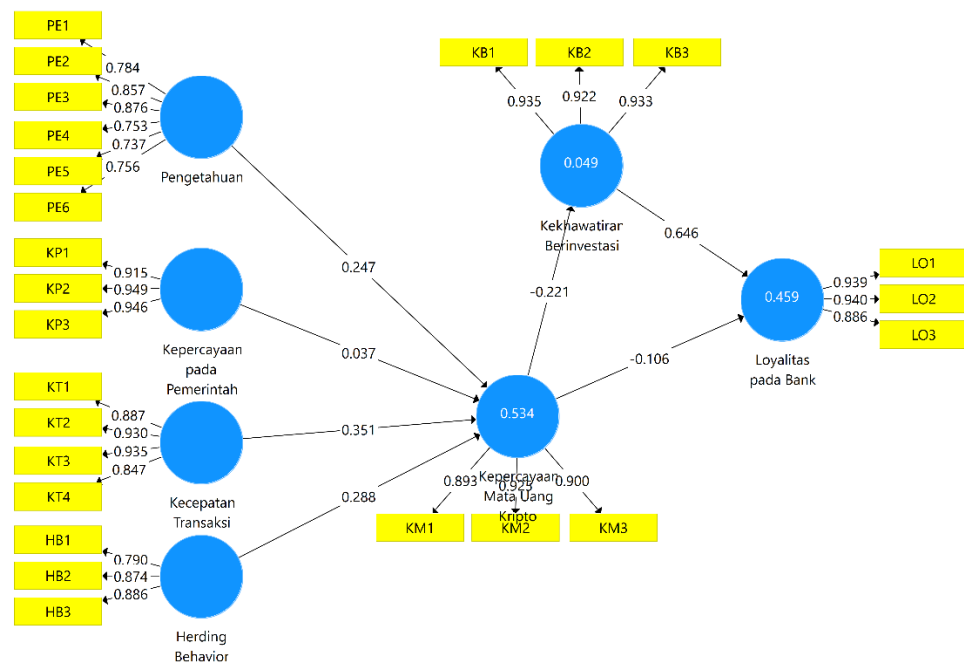 PE1
PE2
PE3
PE4
PE5
PE6
0.784
0.857
0.876
0.753
0.737
0.756
Pengetahuan
KP1
KP2
KP3
0.915
0.949
0.946
Kepercayaan
pada
Pemerintah
KT1
KT2
KT3
KT4
0.887
0.930
0.935
0.847
Kecepatan
Transaksi
HB1
HB2
HB3
0.790
0.874
0.886
Herding
Behavior
0.247
0.037
0.351
0.288
KB1
KB2
KB3
0.935
0.922
0.933
0.049
Kekhawatiran
Berinvestasi
-0.221
0.646
-0.106
0.534
Kepercayaan
Mata Uang
Kripto
0.893
0.925
0.900
KM1
KM2
KM3
0.459
Loyalitas
pada Bank
0.939
0.940
0.886
LO1
LO2
LO3